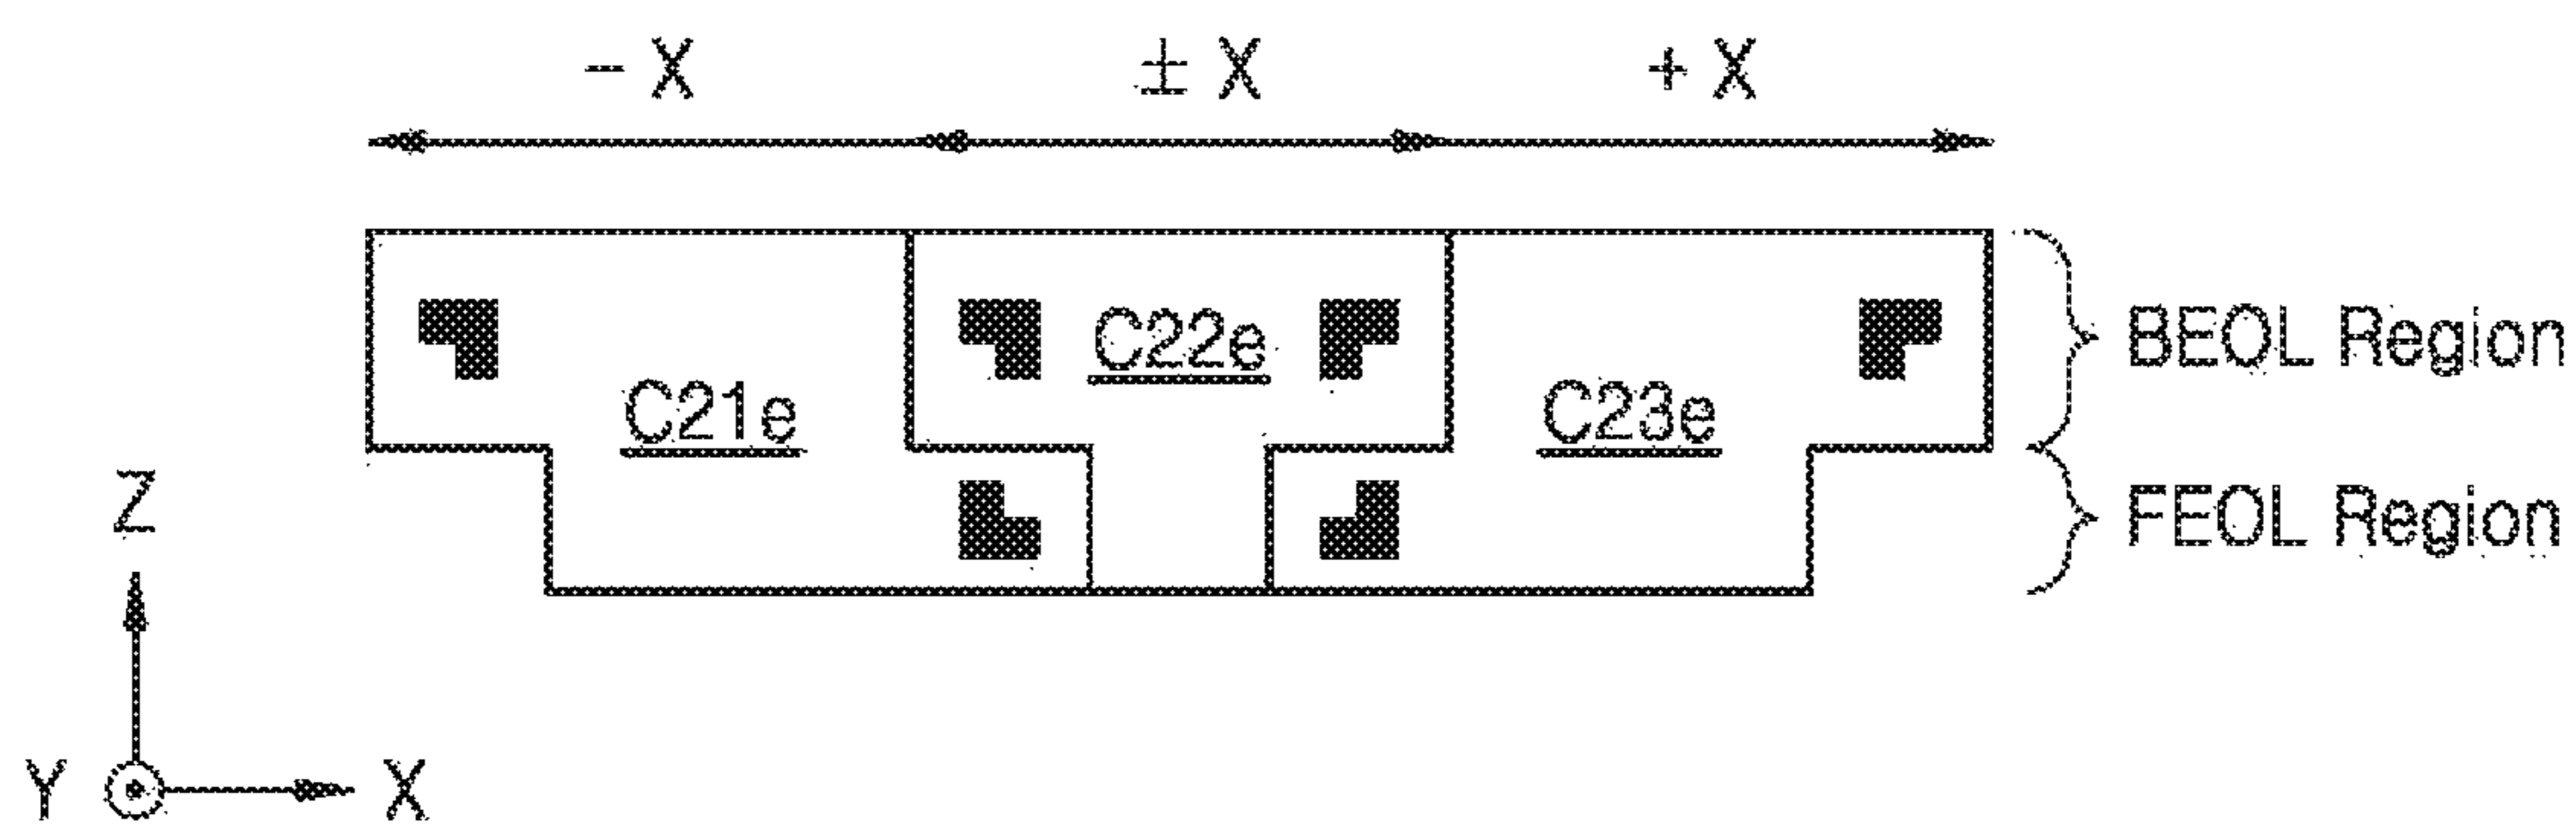 - X ± X + X
C22e BEOL Region
C21e C23e
Z FEOL Region
Y X